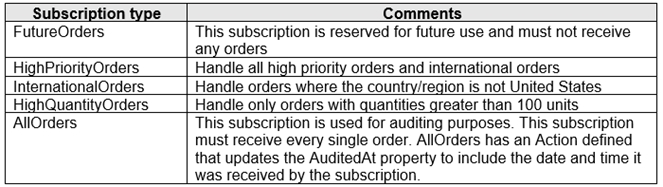 Subscription type Comments
FutureOrders This subscription is reserved for future use and must not receive
any orders
HighPriorityOrders Handle all high priority orders and international orders
InternationalOrders Handle orders where the country/region is not United States
HighQuantityOrders Handle only orders with quantities greater than 100 units
AllOrders This subscription is used for auditing purposes. This subscription
must receive every single order. AllOrders has an Action defined
that updates the AuditedAt property to include the date and time it
was received by the subscription.